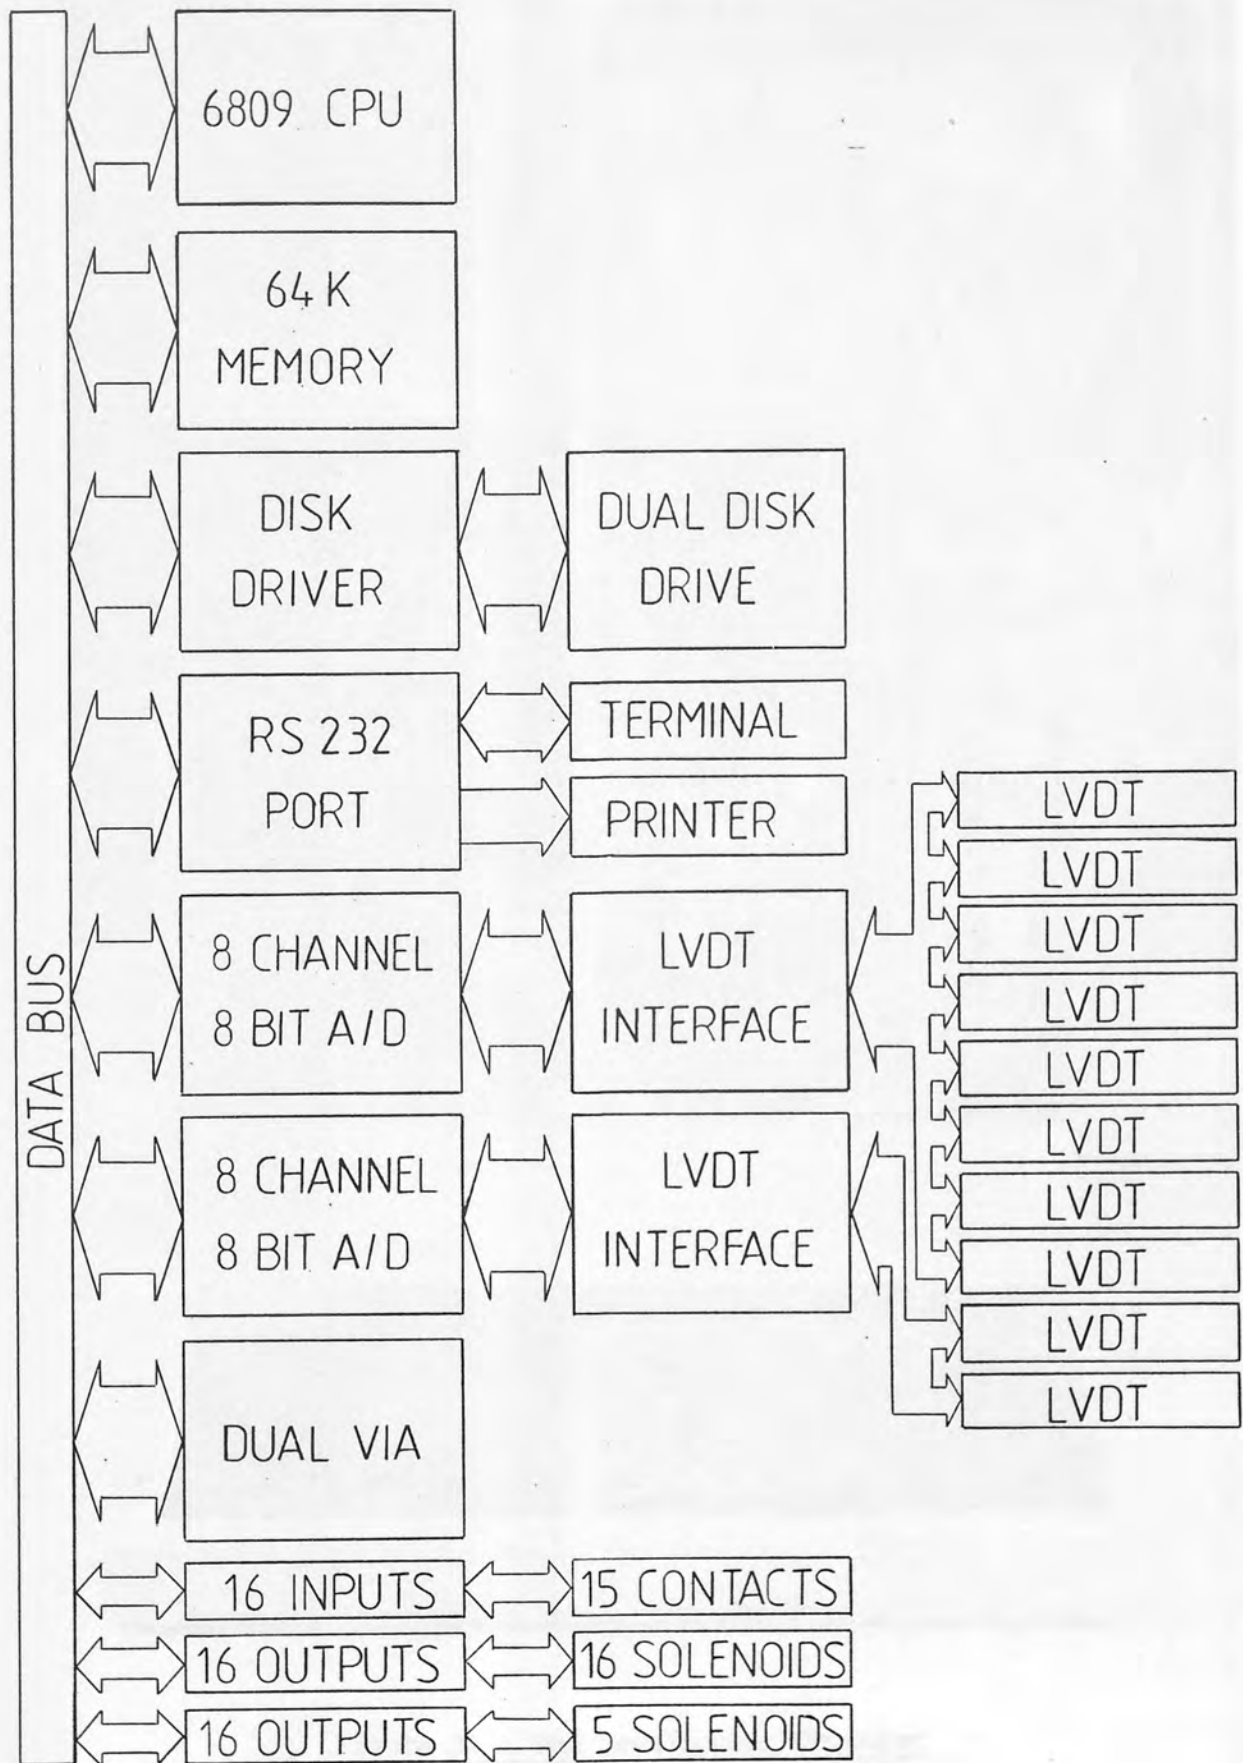 DATA BUS
6809 CPU
64 K
MEMORY
DISK
DRIVER
DUAL DISK
DRIVE
RS 232
PORT
TERMINAL
PRINTER
8 CHANNEL
8 BIT A/D
LVDT
INTERFACE
8 CHANNEL
8 BIT A/D
LVDT
INTERFACE
LVDT
LVDT
LVDT
LVDT
LVDT
LVDT
LVDT
LVDT
LVDT
LVDT
DUAL VIA
16 INPUTS
15 CONTACTS
16 OUTPUTS
16 SOLENOIDS
16 OUTPUTS
5 SOLENOIDS